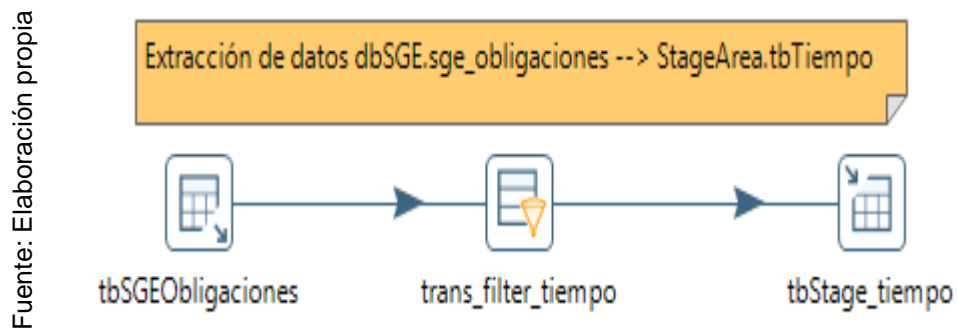 Fuente: Elaboración propia
Extracción de datos dbSGE.sge_obligaciones --> StageArea.tbTiempo
tbSGEObligaciones
trans_filter_tiempo
tbStage_tiempo